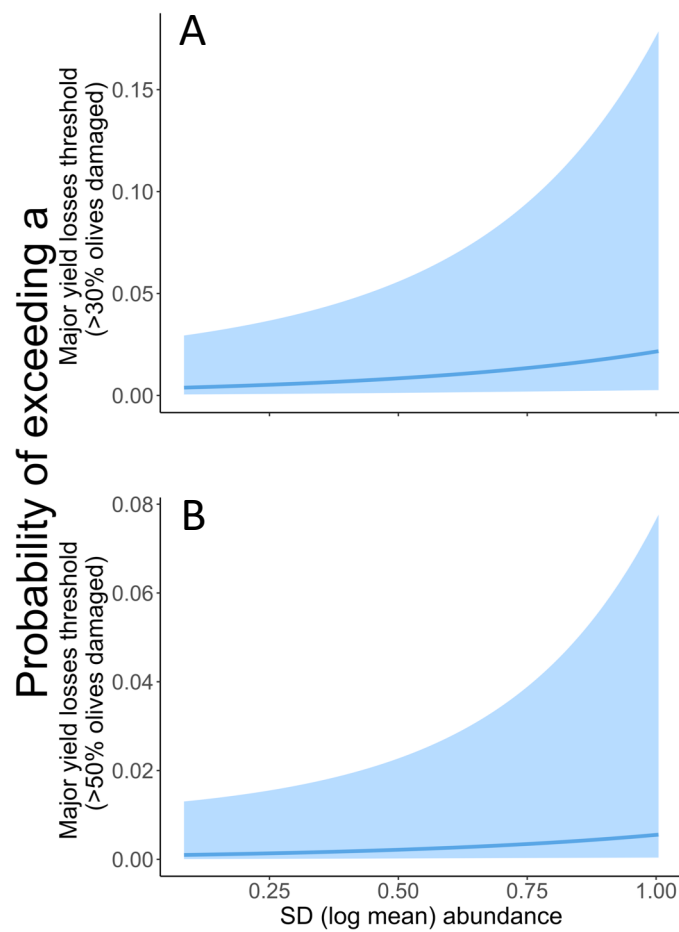 Probability of exceeding a
A
Major yield losses threshold
(>30% olives damaged)
0.15
0.10
0.05
0.00
B
Major yield losses threshold
(>50% olives damaged)
0.08
0.06
0.04
0.02
0.00
0.25 0.50 0.75 1.00
SD (log mean) abundance